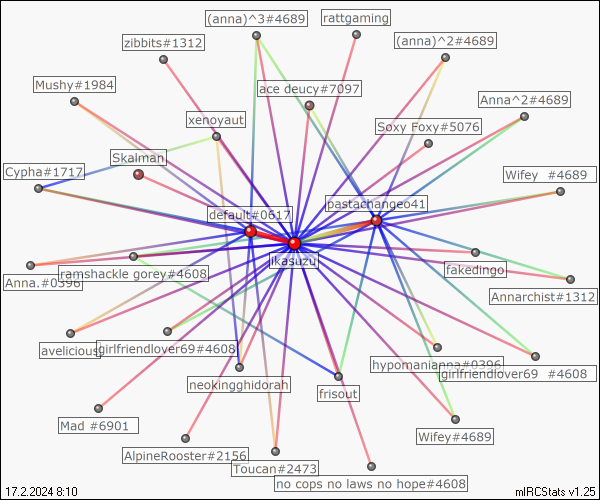 (anna)^3#4689
rattgaming
zibbits#1312
(anna)^2#4689
Mushy#1984
ace deucy#7097
Anna^2#4689
xenoyaut
Soxy Foxy#5076
Skalman
Cypha#1717
Wifey #4689
pastachangeo41
default#0617
jikasuzu
fakedingo
Anna.#0396
ramshackle gorey#4608
Annarchist#1312
avelicious
girlfriendlover69#4608
hypomanianna#0396
girlfriendlover69 #4608
neokingghidorah
frisout
Mad #6901
Wifey#4689
AlpineRooster#2156
Toucan#2473
no cops no laws no hope#4608
17.2.2024 8:10
mIRCStats v1.25